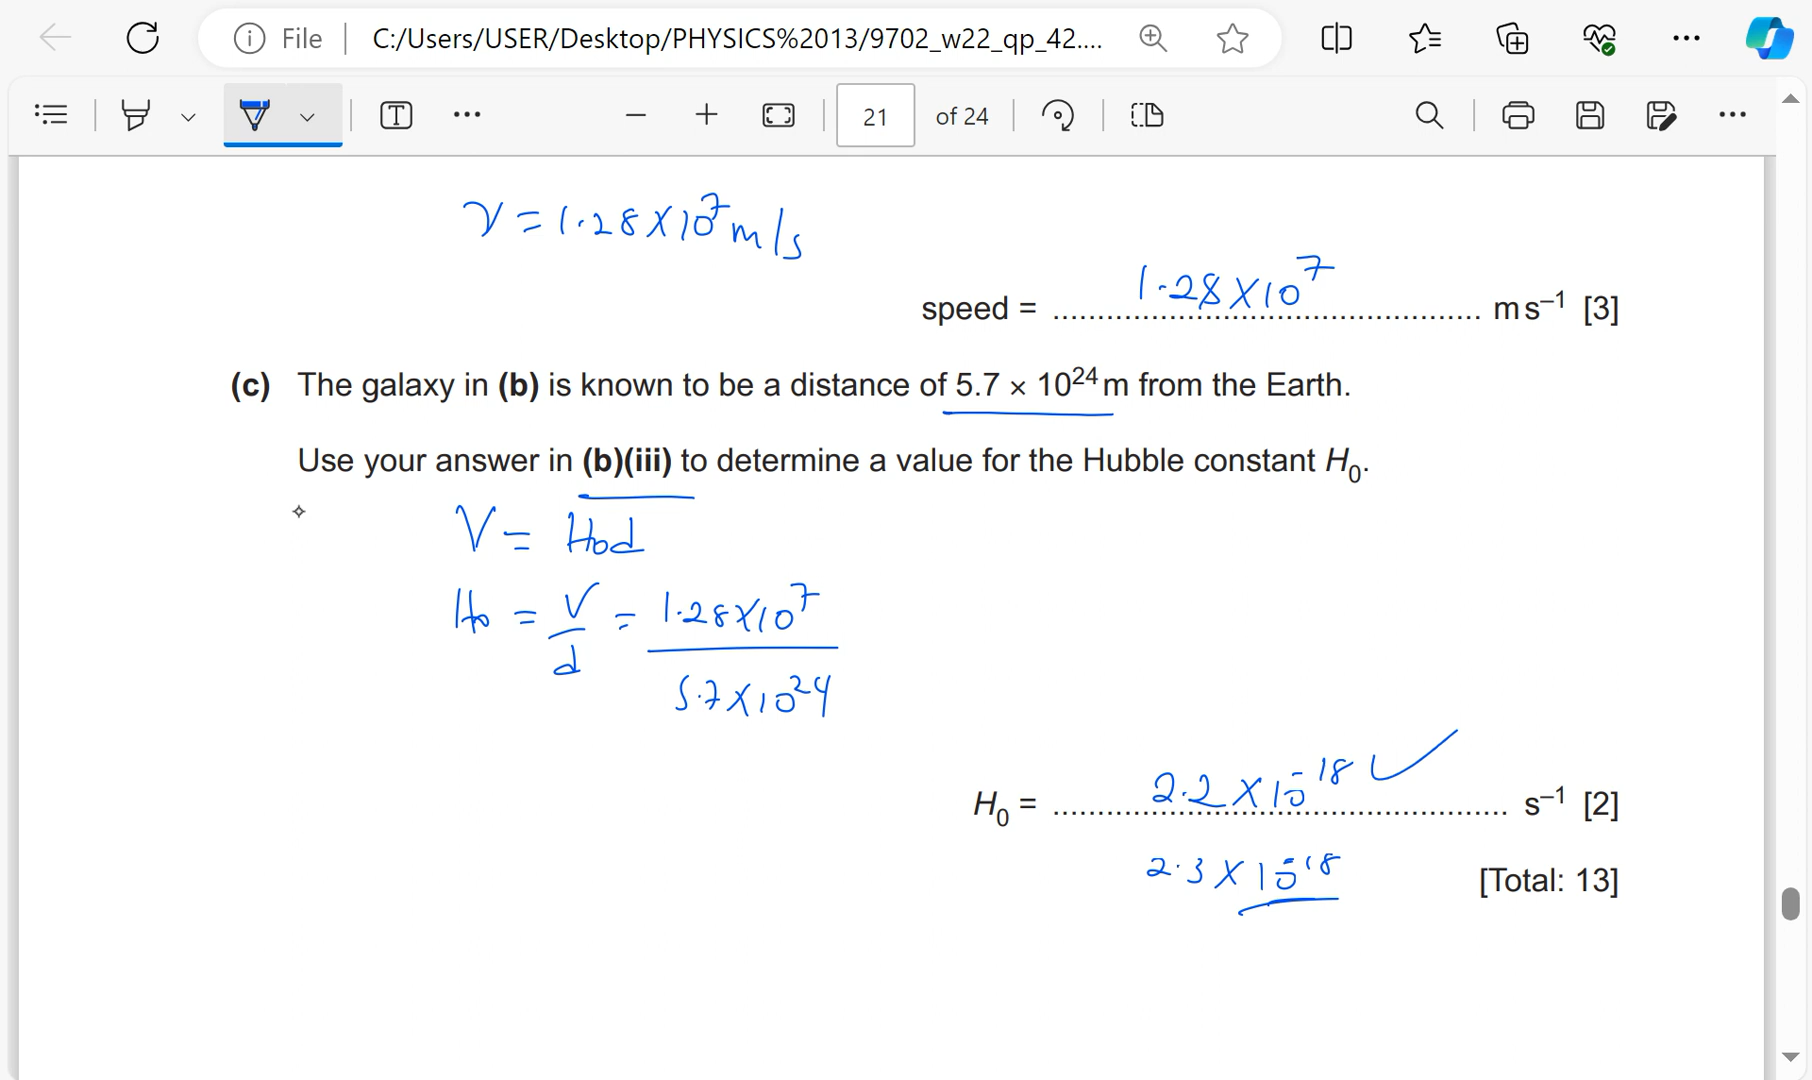 File C:/Users/USER/Desktop/PHYSICS%2013/9702_w22_qp_42....
21 of 24
V = 1.28 X 10⁷ m/s
1.28 X 10⁷
speed = ................................................ m s⁻¹ [3]
(c) The galaxy in (b) is known to be a distance of 5.7 × 10²⁴ m from the Earth.
Use your answer in (b)(iii) to determine a value for the Hubble constant H₀.
V = H₀d
H₀ = V/d = 1.28 X 10⁷ / 5.7 X 10²⁴
2.2 X 10⁻¹⁸ ✓
H₀ = ................................................... s⁻¹ [2]
2.3 X 10⁻¹⁸
[Total: 13]